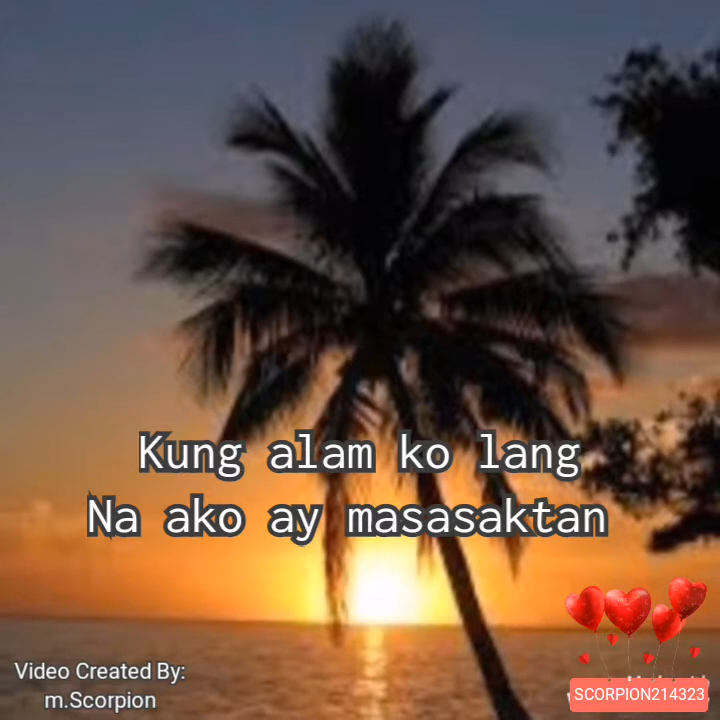 Kung alam ko lang
Na ako ay masasaktan
Video Created By:
m.Scorpion
SCORPION214323